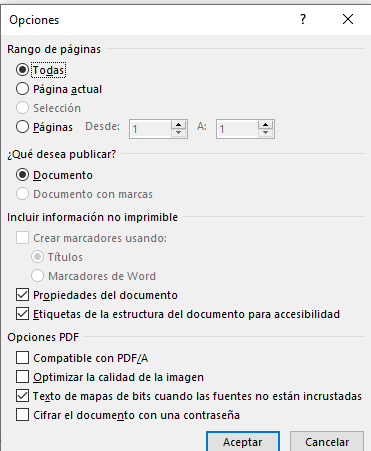 Opciones ? ×
Rango de páginas
Todas
Página actual
Selección
Páginas Desde: 1 A: 1
¿Qué desea publicar?
Documento
Documento con marcas
Incluir información no imprimible
Crear marcadores usando:
Títulos
Marcadores de Word
Propiedades del documento
Etiquetas de la estructura del documento para accesibilidad
Opciones PDF
Compatible con PDF/A
Optimizar la calidad de la imagen
Texto de mapas de bits cuando las fuentes no están incrustadas
Cifrar el documento con una contraseña
Aceptar Cancelar